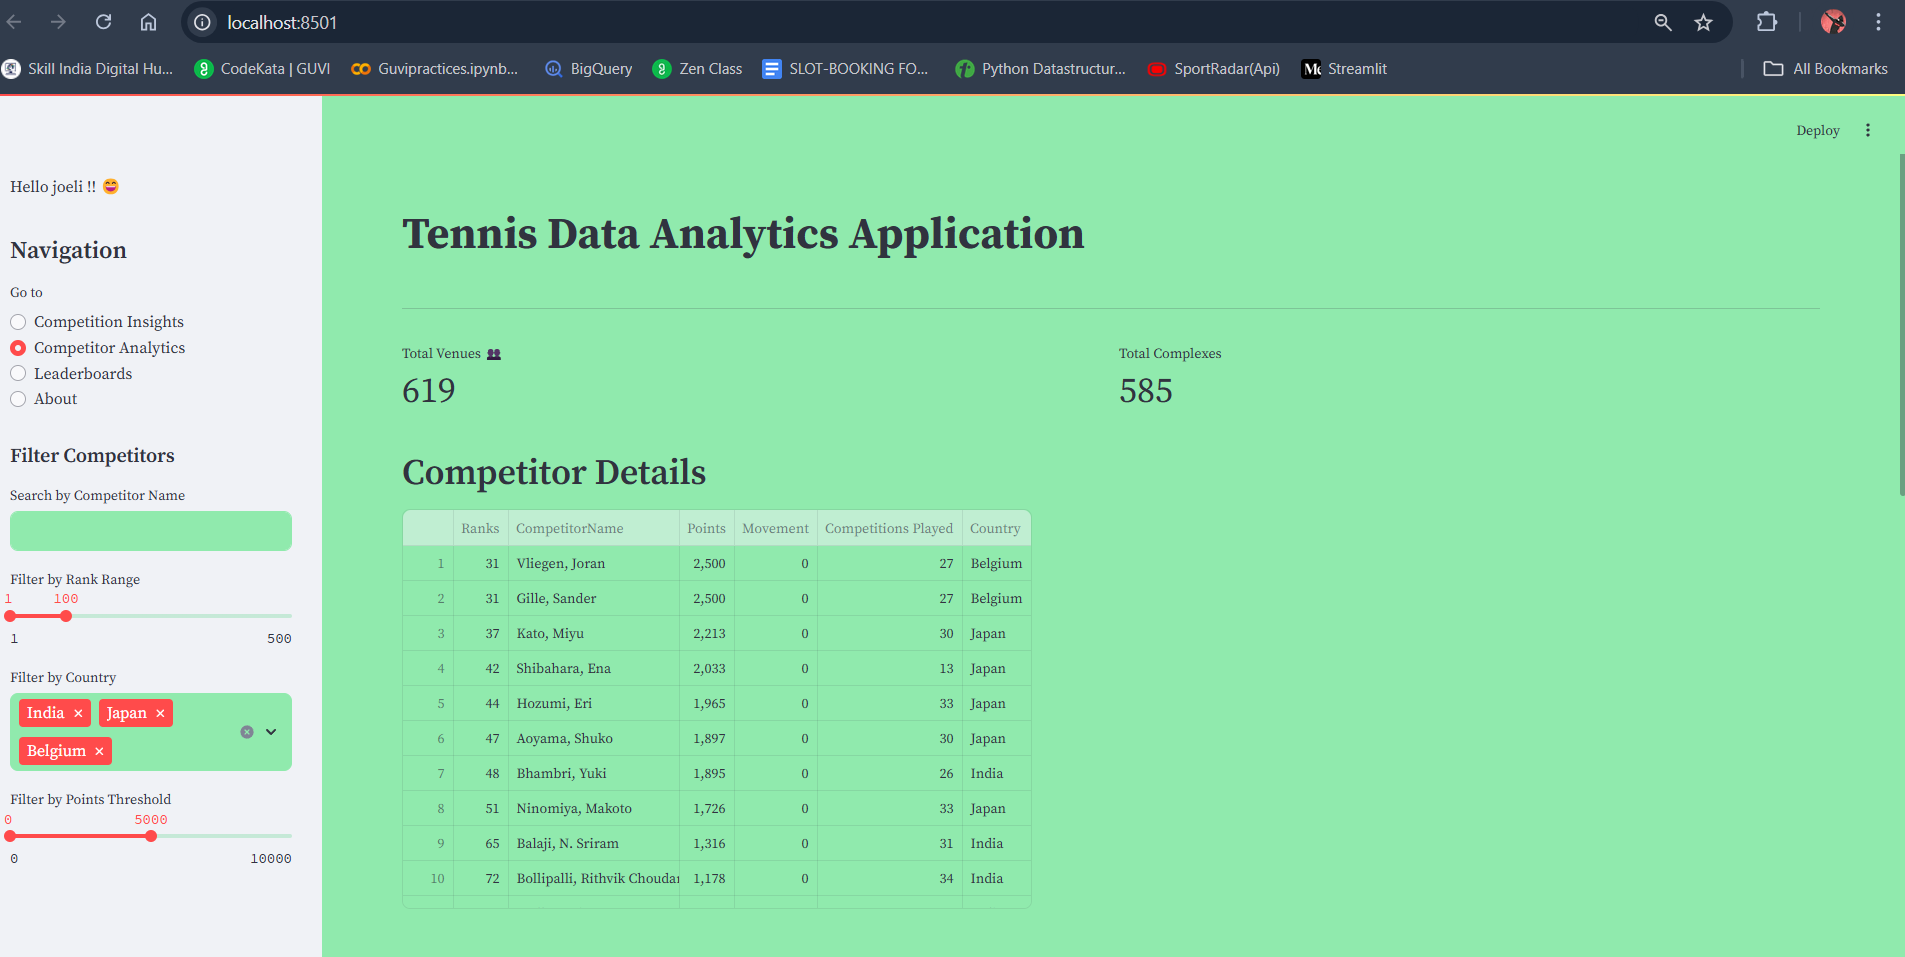 localhost:8501
Skill India Digital Hu... CodeKata | GUVI Guvipractices.ipynb... BigQuery Zen Class SLOT-BOOKING FO... Python Datastructur... SportRadar(Api) Streamlit All Bookmarks
Deploy
Hello joeli !! 😄
Navigation
Go to
Competition Insights
Competitor Analytics
Leaderboards
About
Filter Competitors
Search by Competitor Name
Filter by Rank Range
1 100
1 500
Filter by Country
India × Japan ×
Belgium ×
Filter by Points Threshold
0 5000
0 10000
Tennis Data Analytics Application
Total Venues 👥 Total Complexes
619 585
Competitor Details
Ranks CompetitorName Points Movement Competitions Played Country
1 31 Vliegen, Joran 2,500 0 27 Belgium
2 31 Gille, Sander 2,500 0 27 Belgium
3 37 Kato, Miyu 2,213 0 30 Japan
4 42 Shibahara, Ena 2,033 0 13 Japan
5 44 Hozumi, Eri 1,965 0 33 Japan
6 47 Aoyama, Shuko 1,897 0 30 Japan
7 48 Bhambri, Yuki 1,895 0 26 India
8 51 Ninomiya, Makoto 1,726 0 33 Japan
9 65 Balaji, N. Sriram 1,316 0 31 India
10 72 Bollipalli, Rithvik Choudar 1,178 0 34 India